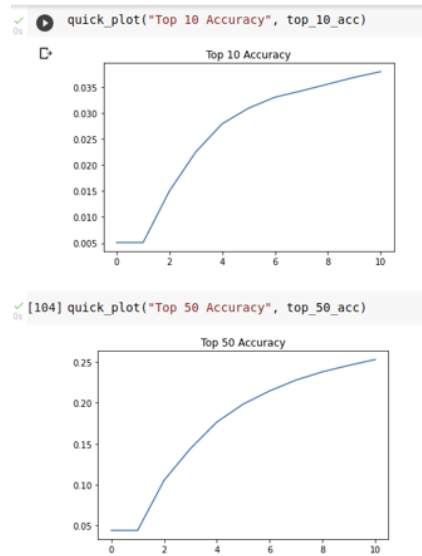 0s
quick_plot("Top 10 Accuracy", top_10_acc)
Top 10 Accuracy
0.035
0.030
0.025
0.020
0.015
0.010
0.005
0 2 4 6 8 10
0s
[104] quick_plot("Top 50 Accuracy", top_50_acc)
Top 50 Accuracy
0.25
0.20
0.15
0.10
0.05
0 2 4 6 8 10